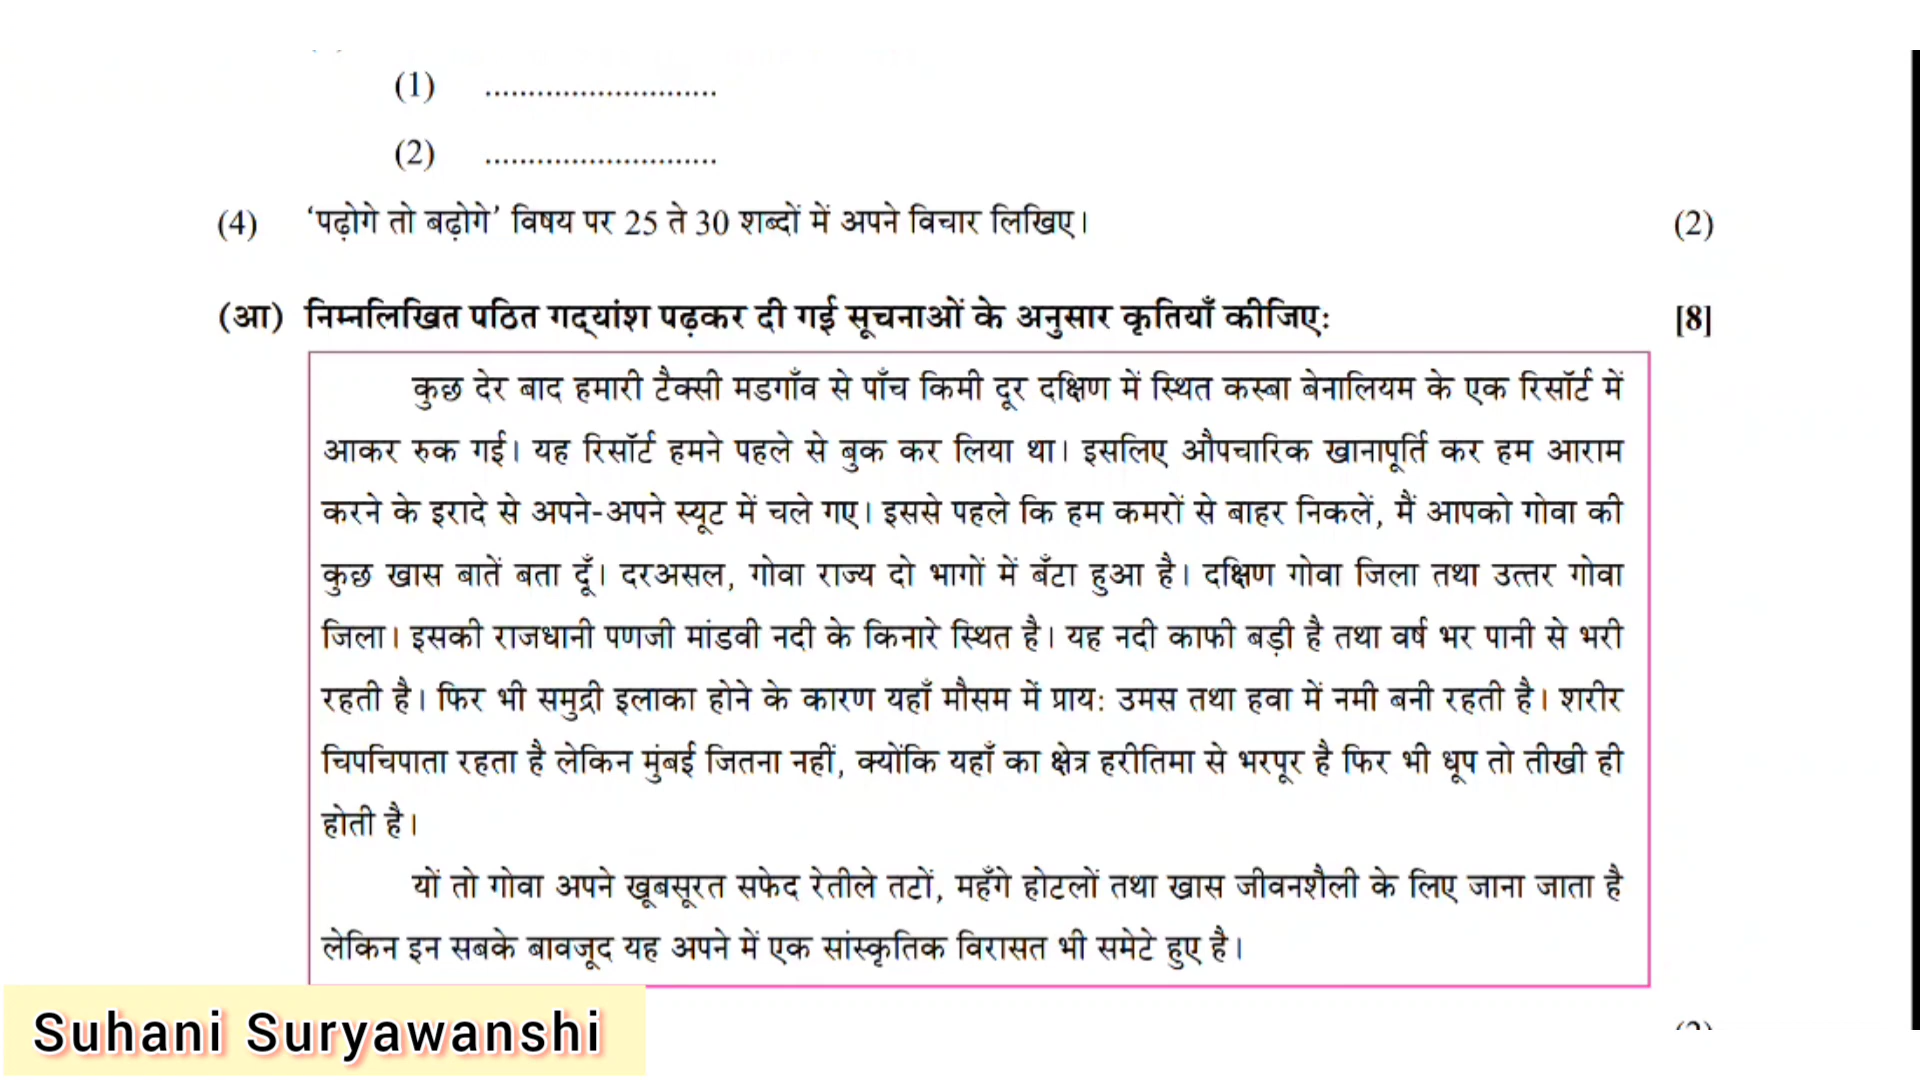 (1) ...........................
(2) ...........................
(4) ‘पढ़ोगे तो बढ़ोगे’ विषय पर 25 ते 30 शब्दों में अपने विचार लिखिए। (2)
(आ) निम्नलिखित पठित गद्‌यांश पढ़कर दी गई सूचनाओं के अनुसार कृतियाँ कीजिए: [8]
कुछ देर बाद हमारी टैक्सी मडगाँव से पाँच किमी दूर दक्षिण में स्थित कस्बा बेनालियम के एक रिसॉर्ट में
आकर रुक गई। यह रिसॉर्ट हमने पहले से बुक कर लिया था। इसलिए औपचारिक खानापूर्ति कर हम आराम
करने के इरादे से अपने-अपने स्यूट में चले गए। इससे पहले कि हम कमरों से बाहर निकलें, मैं आपको गोवा की
कुछ खास बातें बता दूँ। दरअसल, गोवा राज्य दो भागों में बँटा हुआ है। दक्षिण गोवा जिला तथा उत्तर गोवा
जिला। इसकी राजधानी पणजी मांडवी नदी के किनारे स्थित है। यह नदी काफी बड़ी है तथा वर्ष भर पानी से भरी
रहती है। फिर भी समुद्री इलाका होने के कारण यहाँ मौसम में प्राय: उमस तथा हवा में नमी बनी रहती है। शरीर
चिपचिपाता रहता है लेकिन मुंबई जितना नहीं, क्योंकि यहाँ का क्षेत्र हरीतिमा से भरपूर है फिर भी धूप तो तीखी ही
होती है।
यों तो गोवा अपने खूबसूरत सफेद रेतीले तटों, महँगे होटलों तथा खास जीवनशैली के लिए जाना जाता है
लेकिन इन सबके बावजूद यह अपने में एक सांस्कृतिक विरासत भी समेटे हुए है।
Suhani Suryawanshi